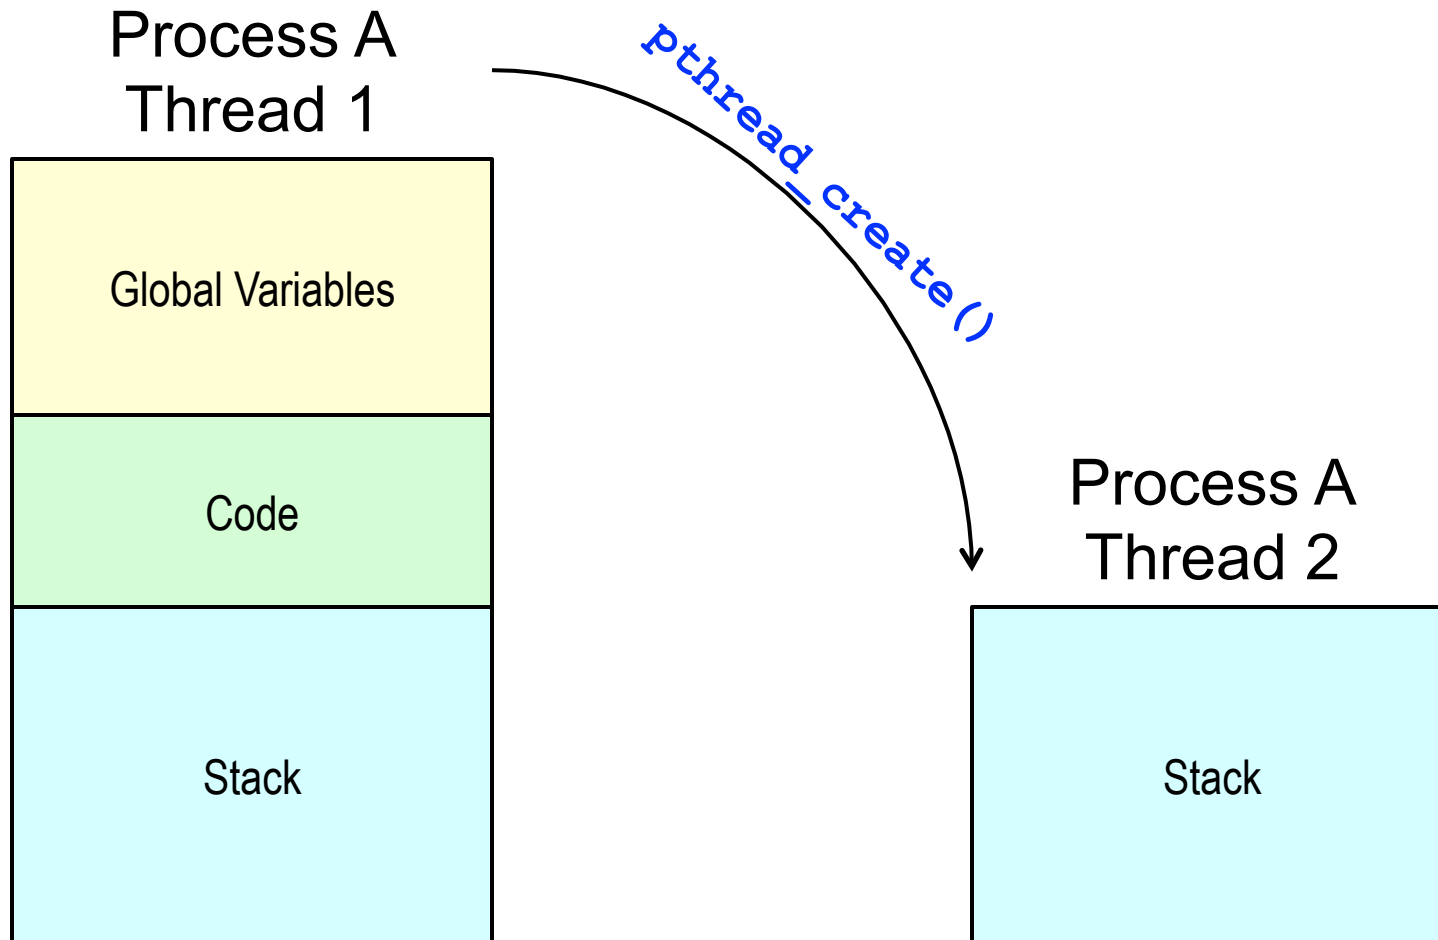 Process A
Thread 1
pthread_create()
Global Variables
Code
Stack
Process A
Thread 2
Stack